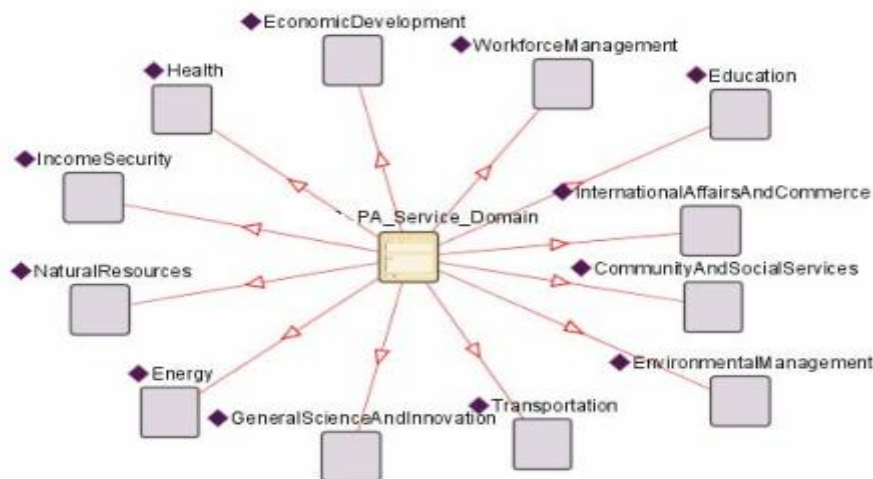 EconomicDevelopment
WorkforceManagement
Health
Education
IncomeSecurity
InternationalAffairsAndCommerce
PA_Service_Domain
NaturalResources
CommunityAndSocialServices
EnvironmentalManagement
Energy
GeneralScienceAndInnovation
Transportation